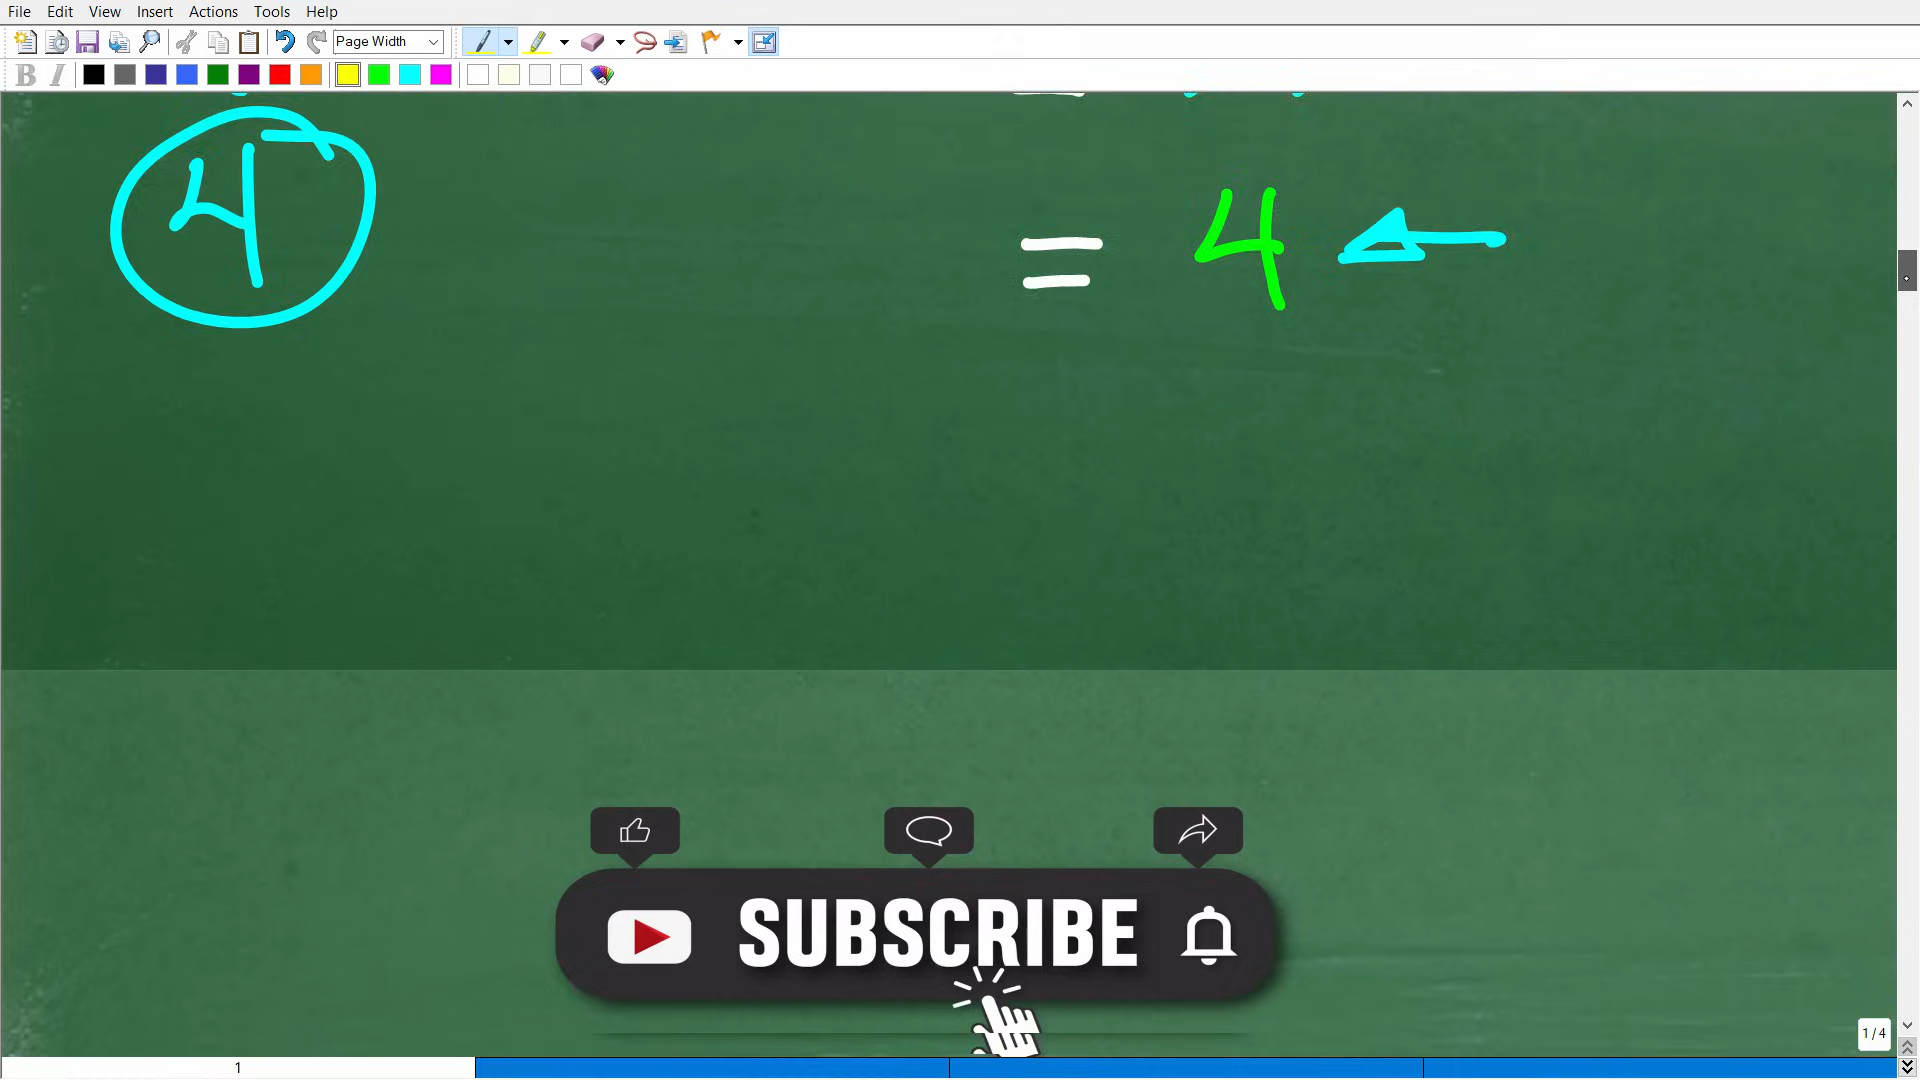 File Edit View Insert Actions Tools Help
Page Width
B I
4
= 4
SUBSCRIBE
1 / 4
1